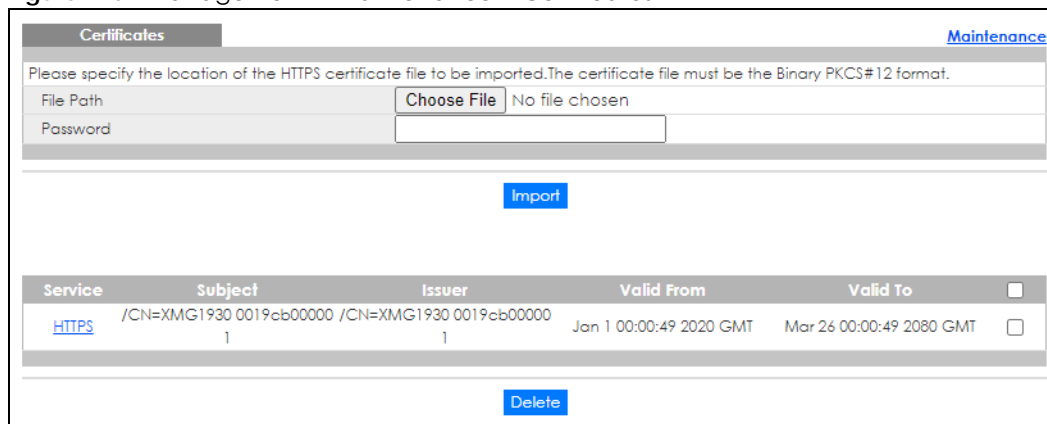 Certificates
Maintenance
Please specify the location of the HTTPS certificate file to be imported.The certificate file must be the Binary PKCS#12 format.
File Path Choose File No file chosen
Password
Import
Service Subject Issuer Valid From Valid To
HTTPS /CN=XMG1930 0019cb00000 /CN=XMG1930 0019cb00000 Jan 1 00:00:49 2020 GMT Mar 26 00:00:49 2080 GMT
1 1
Delete